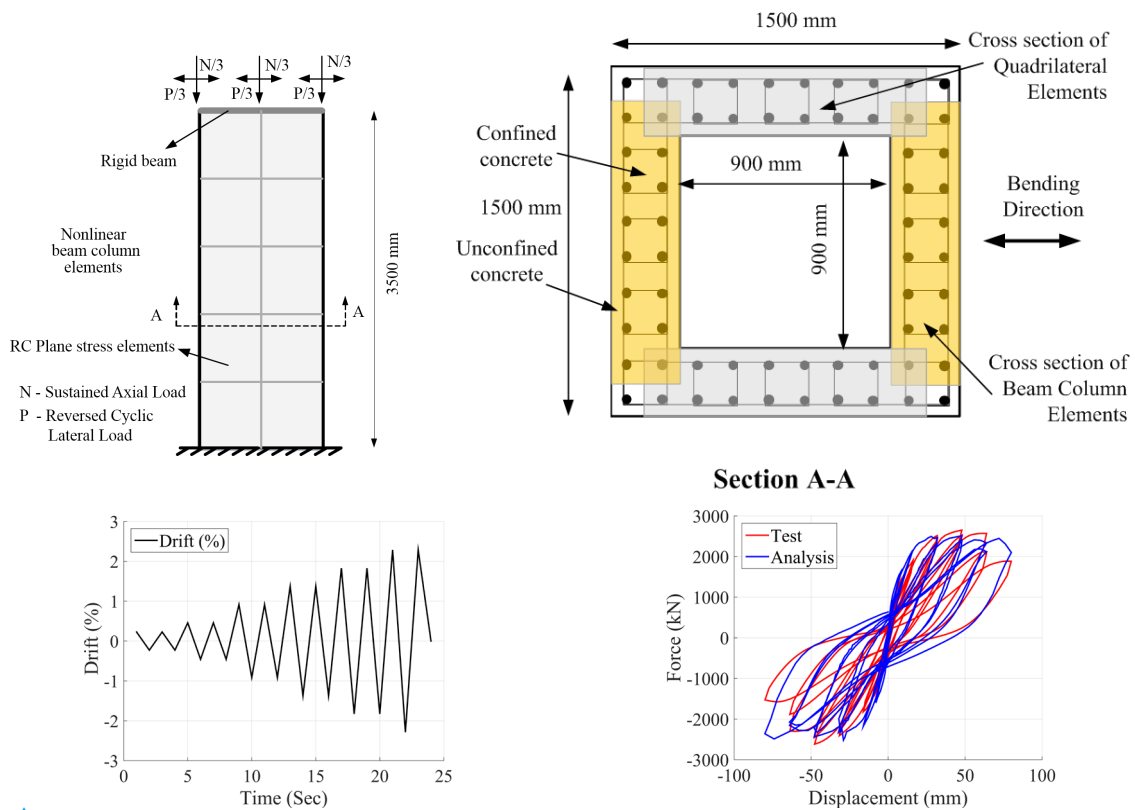 N/3
N/3
N/3
P/3
P/3
P/3
Rigid beam
Nonlinear
beam column
elements
3500 mm
A
A
RC Plane stress elements
N - Sustained Axial Load
P - Reversed Cyclic
Lateral Load
1500 mm
Cross section of
Quadrilateral
Elements
Confined
concrete
900 mm
1500 mm
900 mm
Bending
Direction
Unconfined
concrete
Cross section of
Beam Column
Elements
Section A-A
3
2
1
0
-1
-2
-3
Drift (%)
Drift (%)
0
5
10
15
20
25
Time (Sec)
3000
2000
1000
0
-1000
-2000
-3000
Force (kN)
Test
Analysis
-100
-50
0
50
100
Displacement (mm)